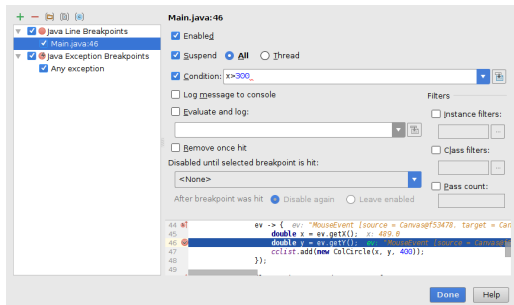 Main.java:46
Java Line Breakpoints
Main.java:46
Java Exception Breakpoints
Any exception
Enabled
Suspend All Thread
Condition: x>300
Log message to console
Evaluate and log:
Remove once hit
Disabled until selected breakpoint is hit:
<None>
After breakpoint was hit Disable again Leave enabled
Filters
Instance filters:
Class filters:
Pass count:
44 ev -> { ev: "MouseEvent [source = Canvas@f53478, target = Can
45 double x = ev.getX(); x: 489.0
46 double y = ev.getY(); ev: "MouseEvent [source = Canvas@
47 cclist.add(new ColCircle(x, y, 400));
48 });
49
Done Help